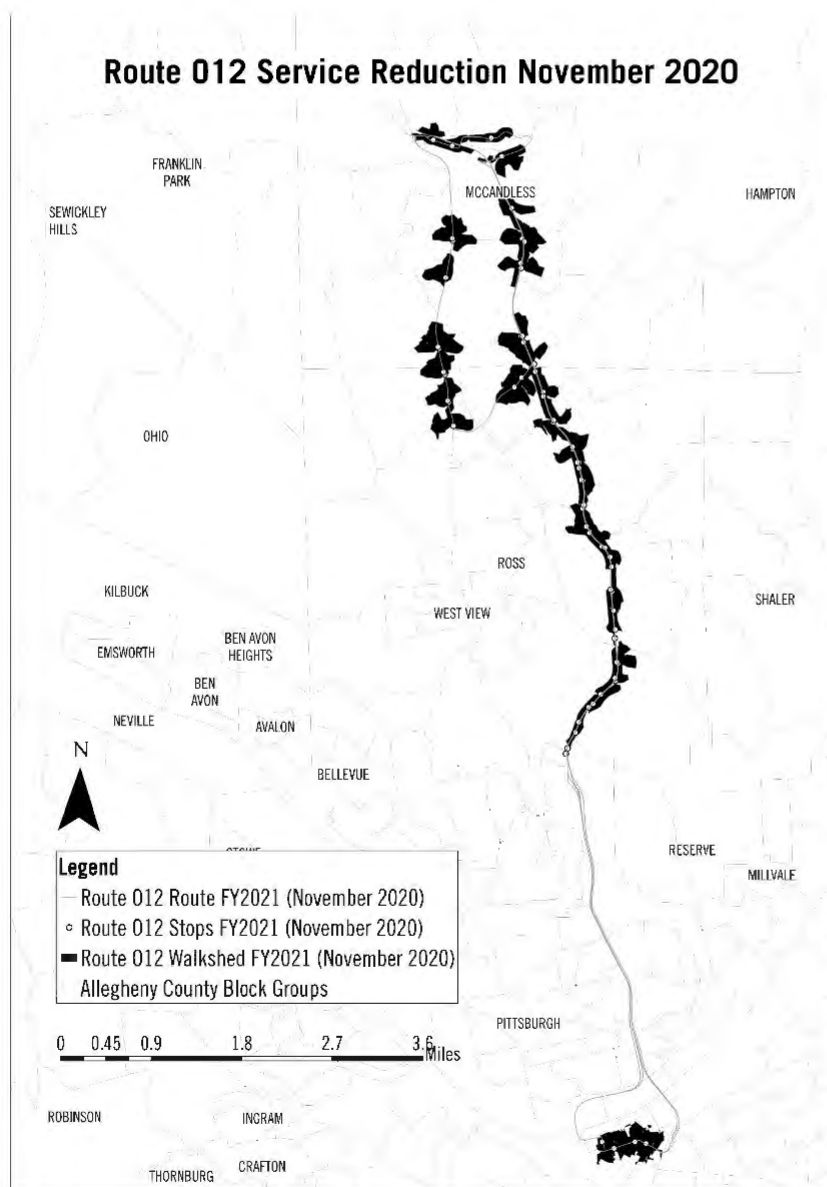 Route 012 Service Reduction November 2020
FRANKLIN
PARK
MCCANDLESS
HAMPTON
SEWICKLEY
HILLS
OHIO
ROSS
KILBUCK
SHALER
WEST VIEW
BEN AVON
HEIGHTS
EMSWORTH
BEN
AVON
NEVILLE
AVALON
N
BELLEVUE
RESERVE
MILLVALE
Legend
Route 012 Route FY2021 (November 2020)
Route 012 Stops FY2021 (November 2020)
Route 012 Walkshed FY2021 (November 2020)
Allegheny County Block Groups
PITTSBURGH
0 0.45 0.9 1.8 2.7 3.6
Miles
ROBINSON
INGRAM
CRAFTON
THORNBURG